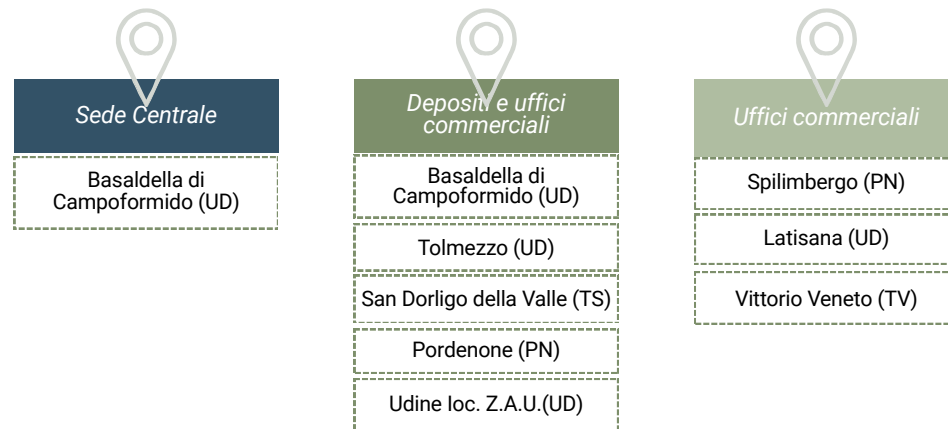 Sede Centrale
Basaldella di
Campoformido (UD)
Depositi e uffici
commerciali
Basaldella di
Campoformido (UD)
Tolmezzo (UD)
San Dorligo della Valle (TS)
Pordenone (PN)
Udine loc. Z.A.U.(UD)
Uffici commerciali
Spilimbergo (PN)
Latisana (UD)
Vittorio Veneto (TV)